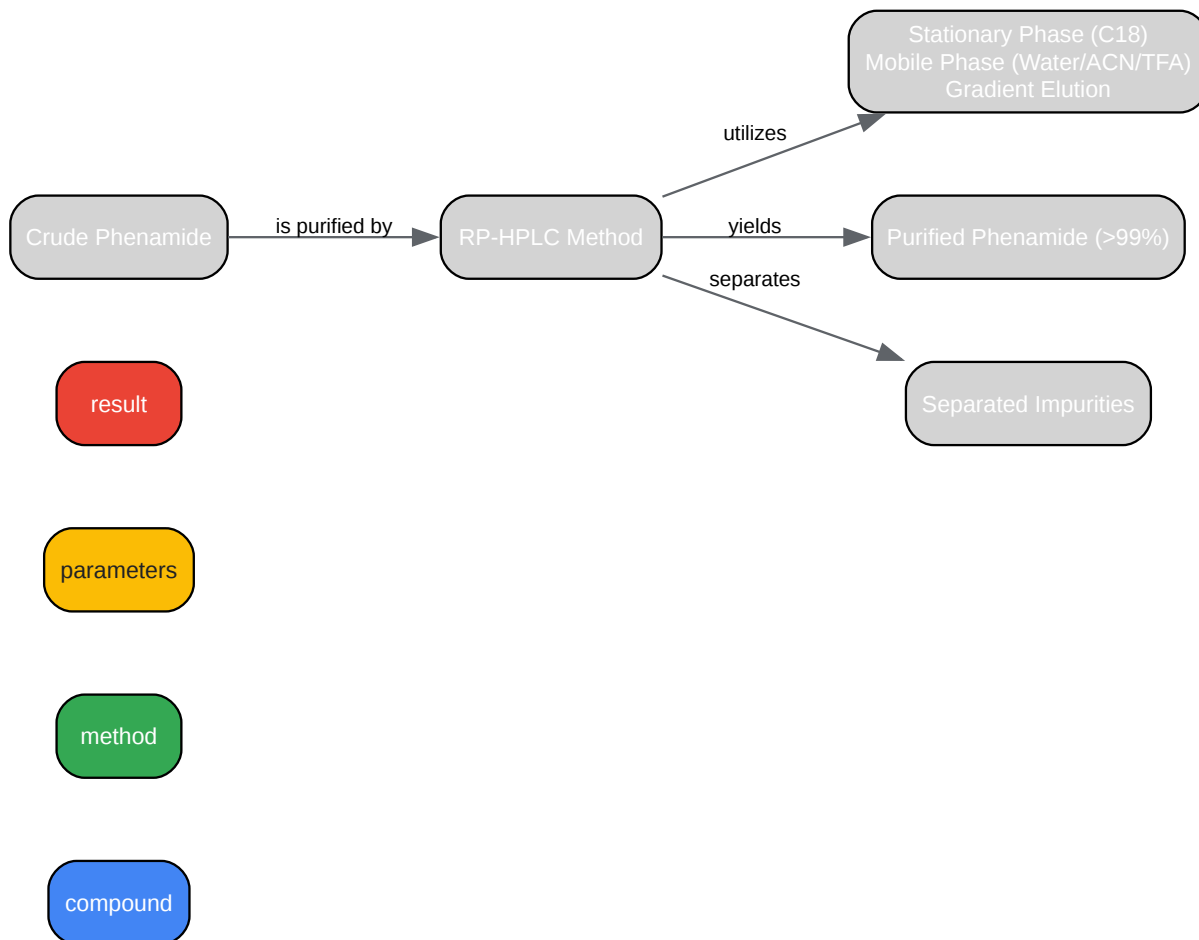 Stationary Phase (C18)
Mobile Phase (Water/ACN/TFA)
Gradient Elution
utilizes
Crude Phenamide
is purified by
RP-HPLC Method
yields
Purified Phenamide (>99%)
separates
Separated Impurities
result
parameters
method
compound